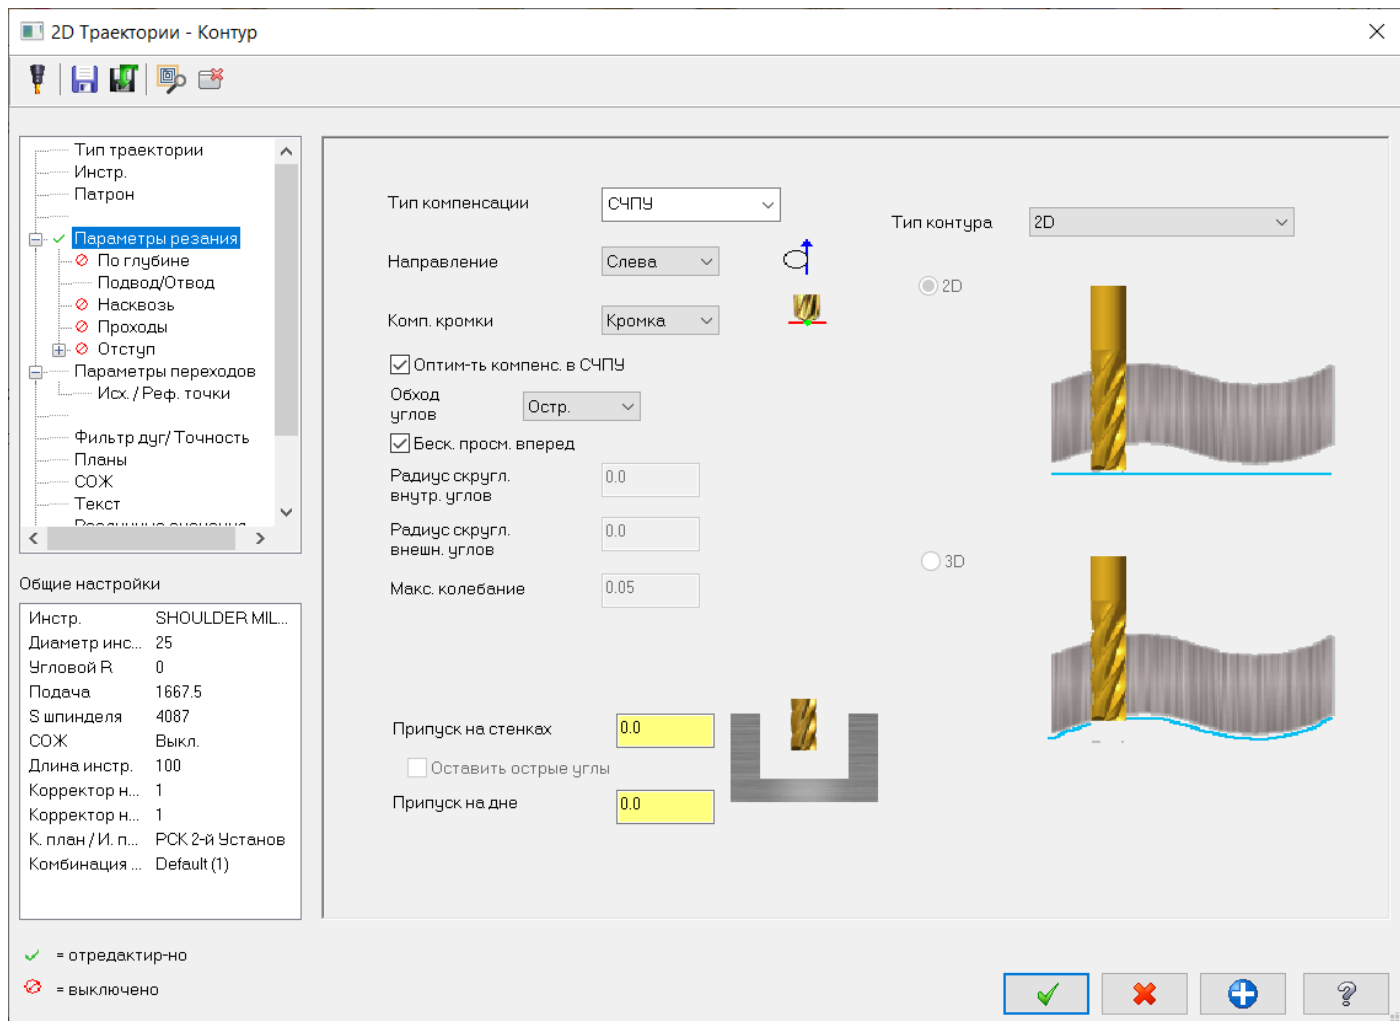 2D Траектории - Контур
Тип траектории
Инстр.
Патрон
Параметры резания
По глубине
Подвод/Отвод
Насквозь
Проходы
Отступ
Параметры переходов
Исх. / Реф. точки
Фильтр дуг/ Точность
Планы
СОЖ
Текст
Общие настройки
Инстр. SHOULDER MIL...
Диаметр инс... 25
Угловой R 0
Подача 1667.5
S шпинделя 4087
СОЖ Выкл.
Длина инстр. 100
Корректор н... 1
Корректор н... 1
К. план / И. п... РСК 2-й Установ
Комбинация ... Default (1)
= отредактир-но
= выключено
Тип компенсации СЧПУ
Направление Слева
Комп. кромки Кромка
Оптим-ть компенс. в СЧПУ
Обход
углов Остр.
Беск. просм. вперед
Радиус скругл.
внутр. углов 0.0
Радиус скругл.
внешн. углов 0.0
Макс. колебание 0.05
Припуск на стенках 0.0
Оставить острые углы
Припуск на дне 0.0
Тип контура 2D
2D
3D